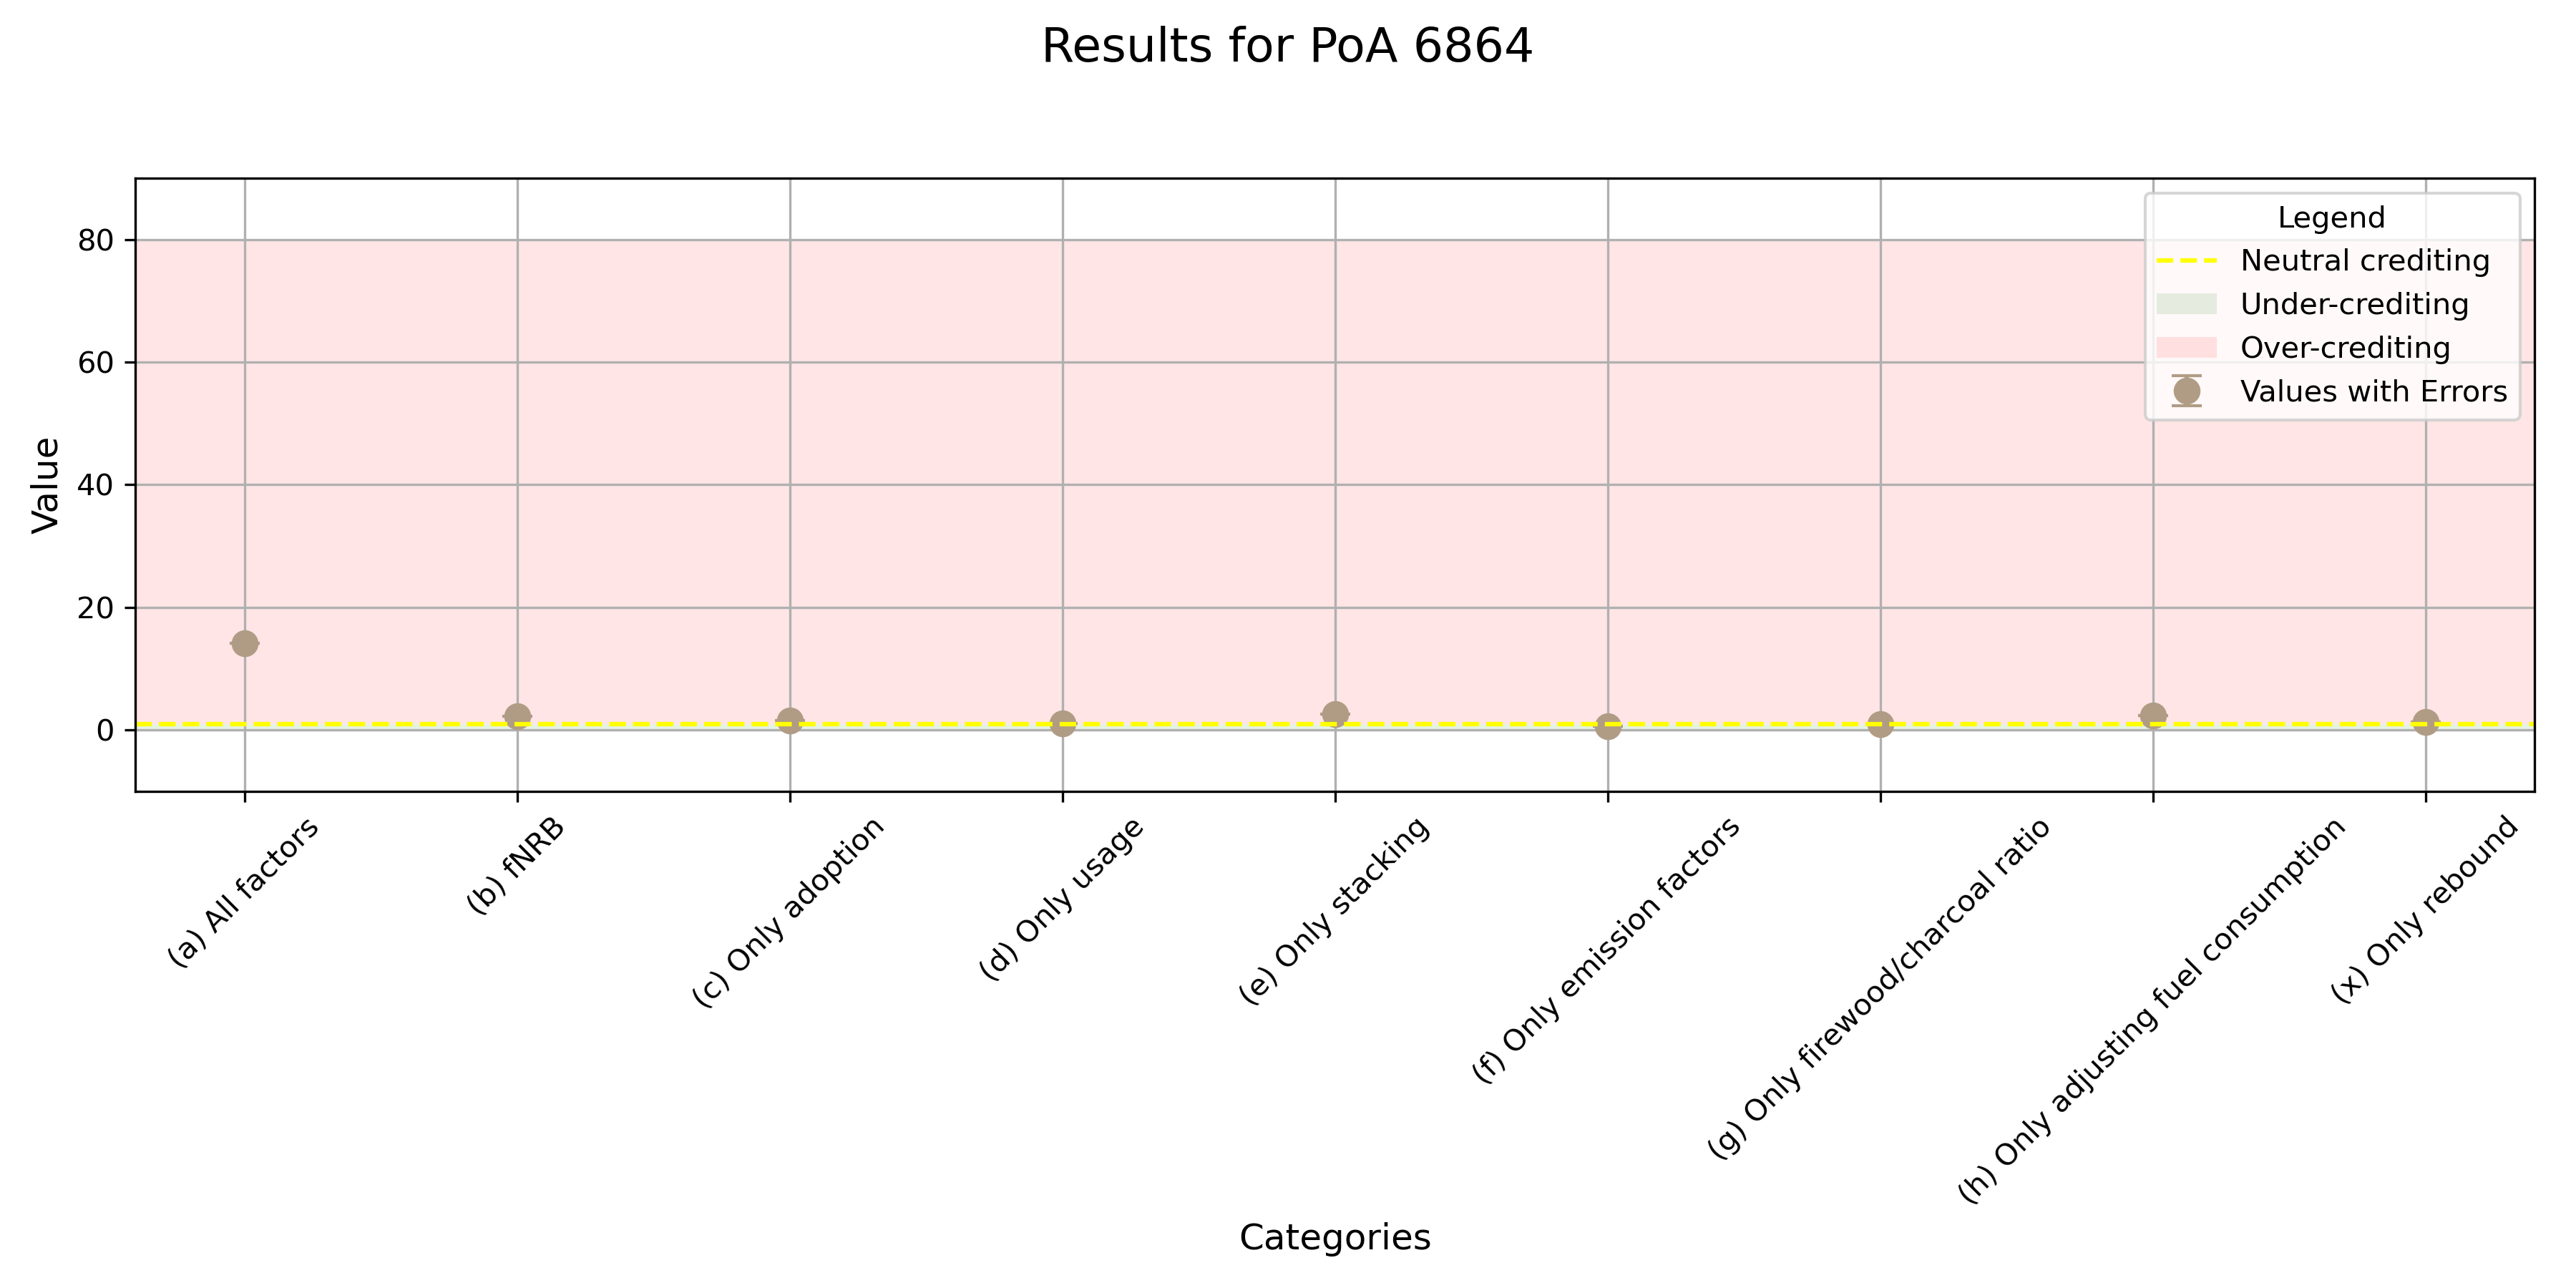 Results for PoA 6864
Legend
Neutral crediting
Under-crediting
Over-crediting
Values with Errors
Value
80
60
40
20
0
(a) All factors
(b) fNRB
(c) Only adoption
(d) Only usage
(e) Only stacking
(f) Only emission factors
(g) Only firewood/charcoal ratio
(h) Only adjusting fuel consumption
(x) Only rebound
Categories